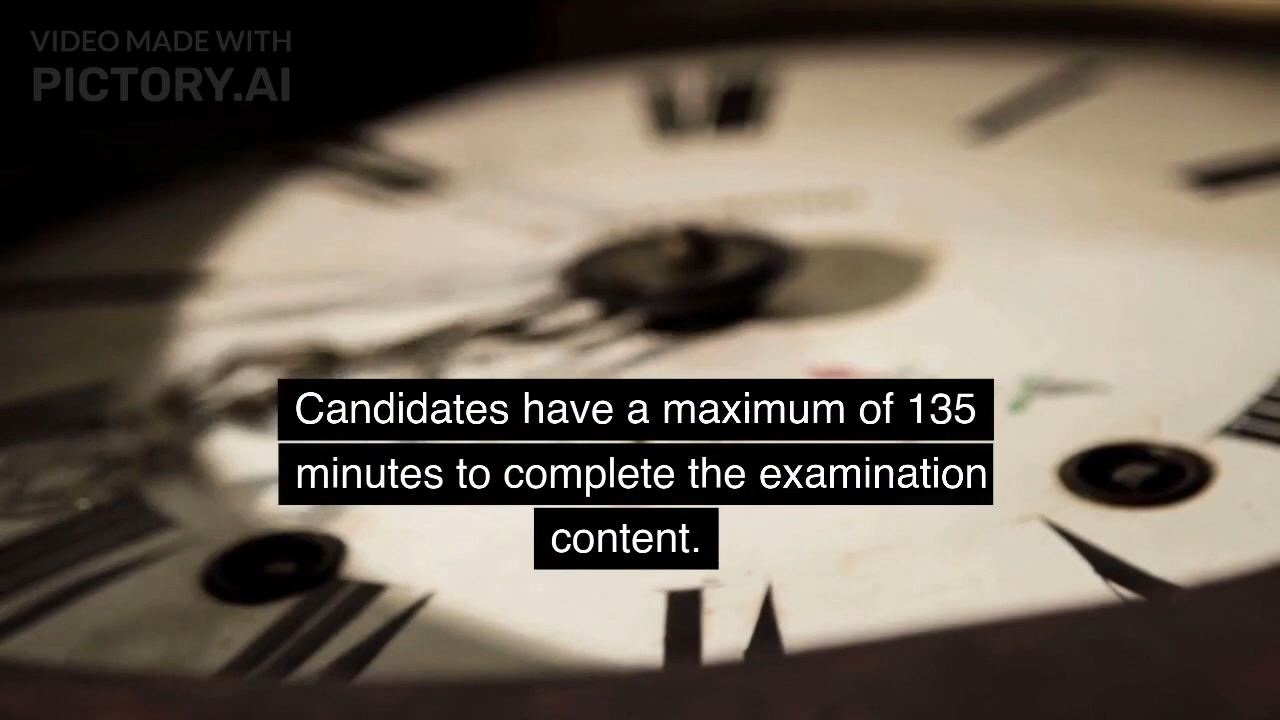 VIDEO MADE WITH
PICTORY.AI
Candidates have a maximum of 135
minutes to complete the examination
content.